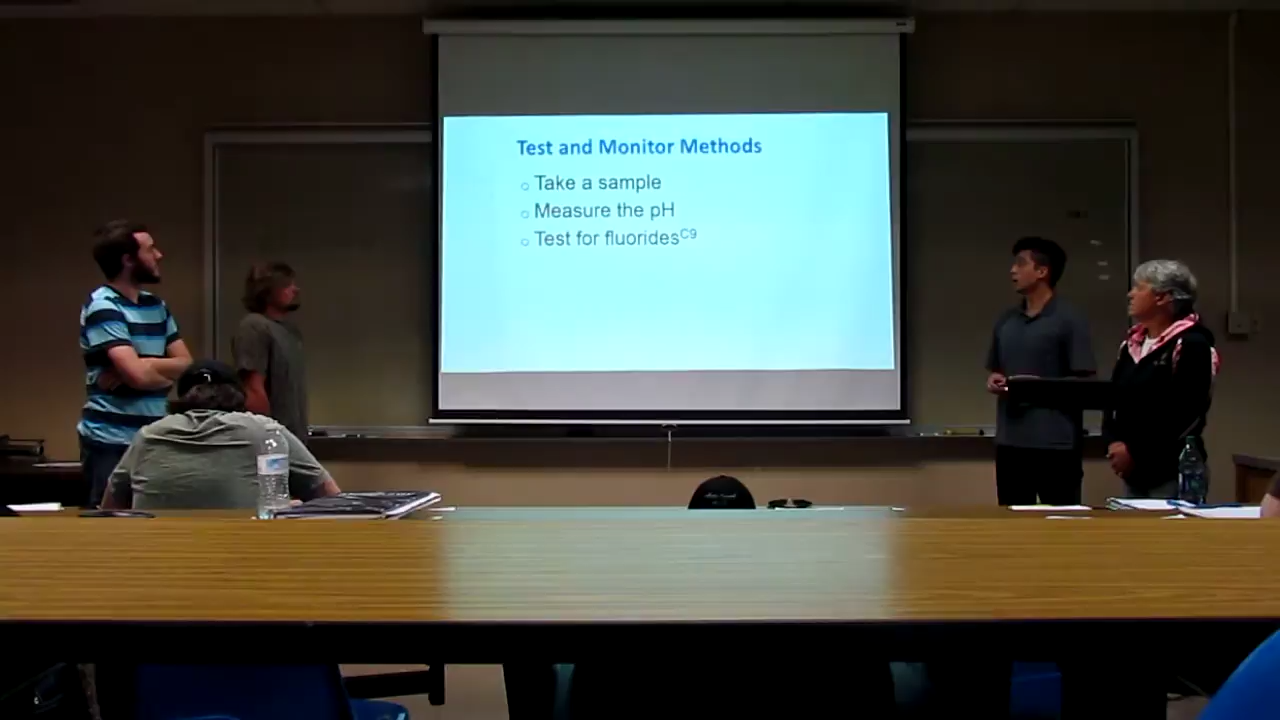 Test and Monitor Methods
○ Take a sample
○ Measure the pH
○ Test for fluorides^C9